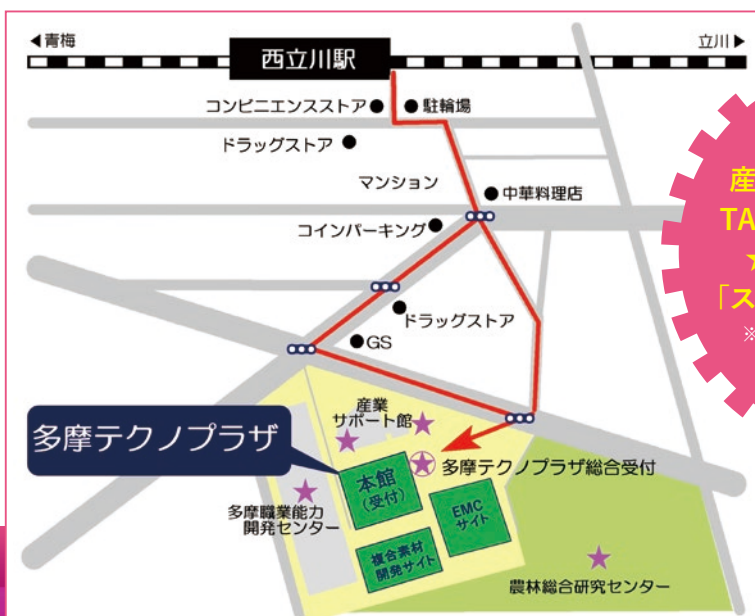 ◀青梅
立川▶
西立川駅
コンビニエンスストア
駐輪場
ドラッグストア
マンション
中華料理店
コインパーキング
産
TA
「ス
※
ドラッグストア
GS
多摩テクノプラザ
産業
サポート館
多摩テクノプラザ総合受付
本館
(受付)
EMC
サイト
多摩職業能力
開発センター
複合素材
開発サイト
農林総合研究センター